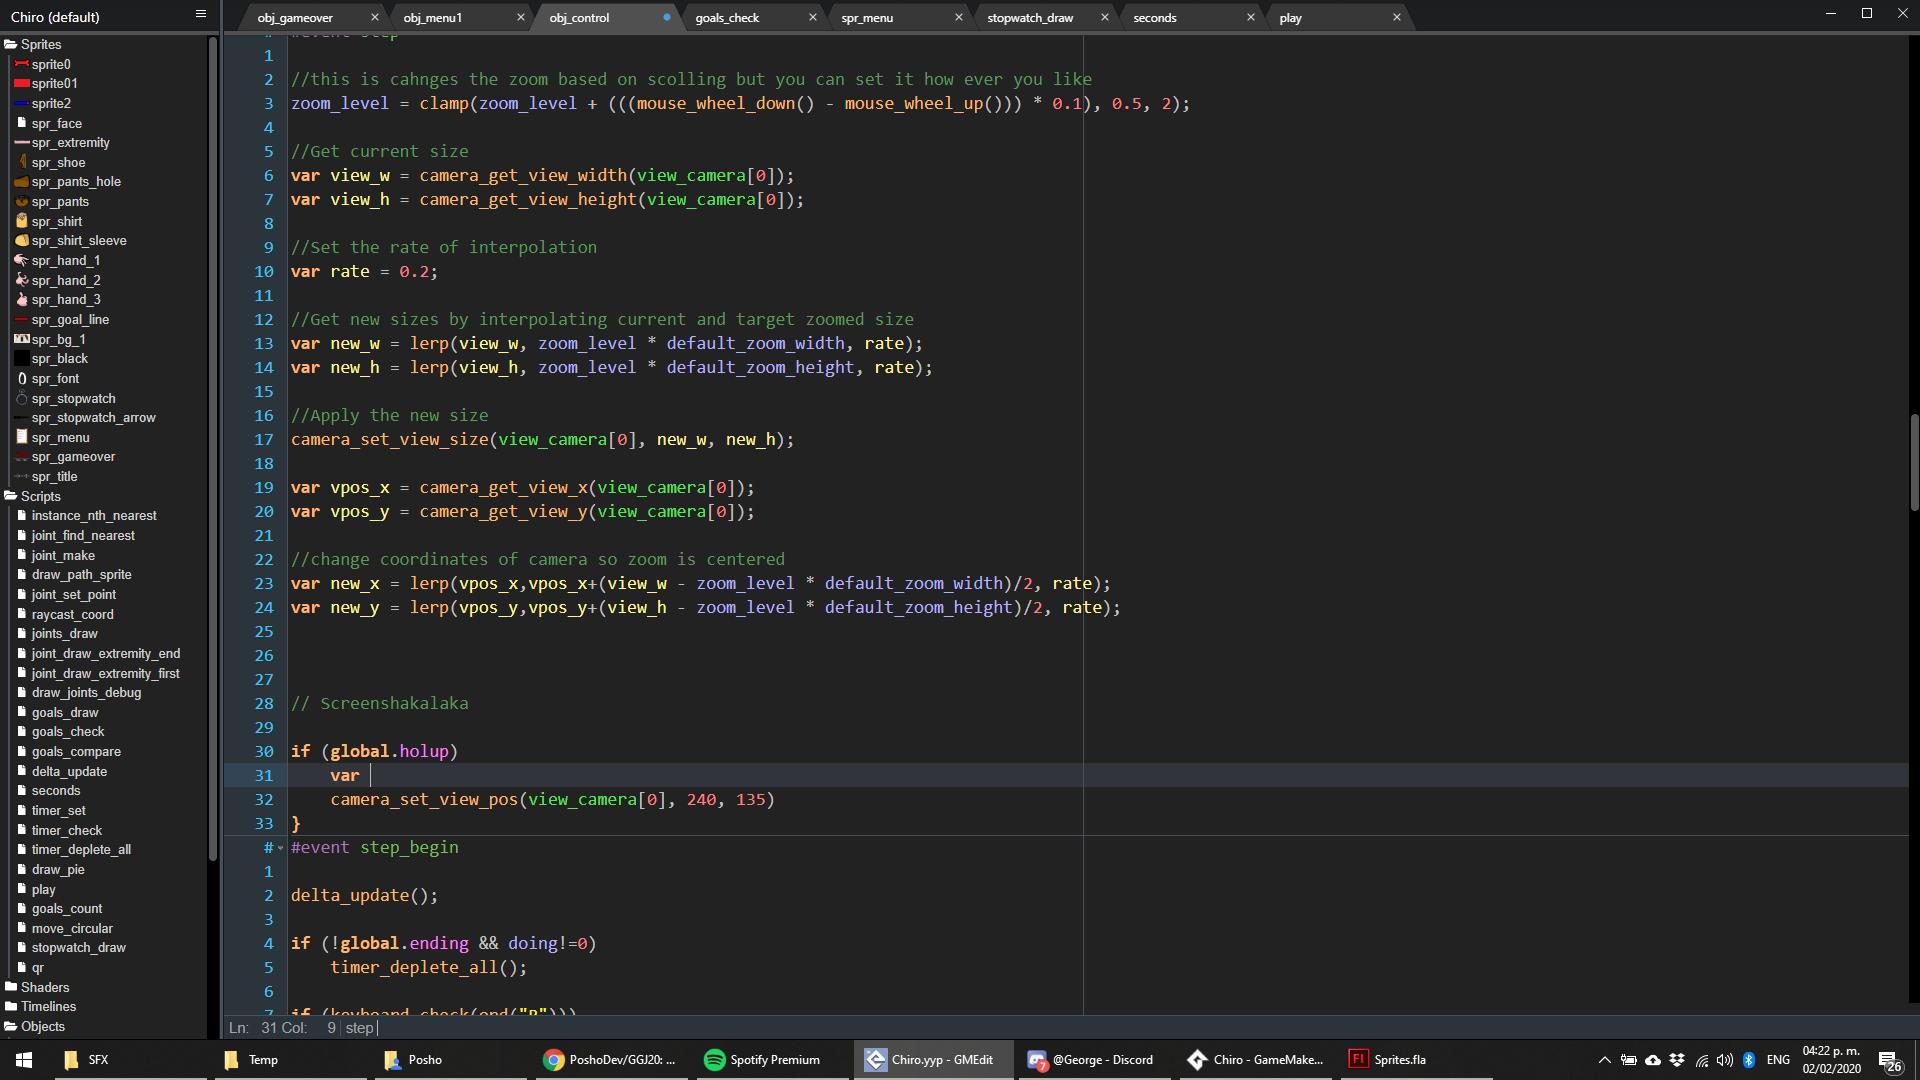 Chiro (default)
obj_gameover
obj_menu1
obj_control
goals_check
spr_menu
stopwatch_draw
seconds
play
Sprites
sprite0
sprite01
sprite2
spr_face
spr_extremity
spr_shoe
spr_pants_hole
spr_pants
spr_shirt
spr_shirt_sleeve
spr_hand_1
spr_hand_2
spr_hand_3
spr_goal_line
spr_bg_1
spr_black
spr_font
spr_stopwatch
spr_stopwatch_arrow
spr_menu
spr_gameover
spr_title
Scripts
instance_nth_nearest
joint_find_nearest
joint_make
draw_path_sprite
joint_set_point
raycast_coord
joints_draw
joint_draw_extremity_end
joint_draw_extremity_first
draw_joints_debug
goals_draw
goals_check
goals_compare
delta_update
seconds
timer_set
timer_check
timer_deplete_all
draw_pie
play
goals_count
move_circular
stopwatch_draw
qr
Shaders
Timelines
Objects
#event step
1
2 //this is cahnges the zoom based on scolling but you can set it how ever you like
3 zoom_level = clamp(zoom_level + (((mouse_wheel_down() - mouse_wheel_up())) * 0.1), 0.5, 2);
4
5 //Get current size
6 var view_w = camera_get_view_width(view_camera[0]);
7 var view_h = camera_get_view_height(view_camera[0]);
8
9 //Set the rate of interpolation
10 var rate = 0.2;
11
12 //Get new sizes by interpolating current and target zoomed size
13 var new_w = lerp(view_w, zoom_level * default_zoom_width, rate);
14 var new_h = lerp(view_h, zoom_level * default_zoom_height, rate);
15
16 //Apply the new size
17 camera_set_view_size(view_camera[0], new_w, new_h);
18
19 var vpos_x = camera_get_view_x(view_camera[0]);
20 var vpos_y = camera_get_view_y(view_camera[0]);
21
22 //change coordinates of camera so zoom is centered
23 var new_x = lerp(vpos_x,vpos_x+(view_w - zoom_level * default_zoom_width)/2, rate);
24 var new_y = lerp(vpos_y,vpos_y+(view_h - zoom_level * default_zoom_height)/2, rate);
25
26
27
28 // Screenshakalaka
29
30 if (global.holup)
31 var
32 camera_set_view_pos(view_camera[0], 240, 135)
33 }
# #event step_begin
1
2 delta_update();
3
4 if (!global.ending && doing!=0)
5 timer_deplete_all();
6
7 if (keyboard_check(ord("R")))
Ln: 31 Col: 9 step
SFX
Temp
Posho
PoshoDev/GGJ20: ...
Spotify Premium
Chiro.yyp - GMEdit
7
@George - Discord
Chiro - GameMake...
Fl
Sprites.fla
ENG
04:22 p. m.
02/02/2020
26